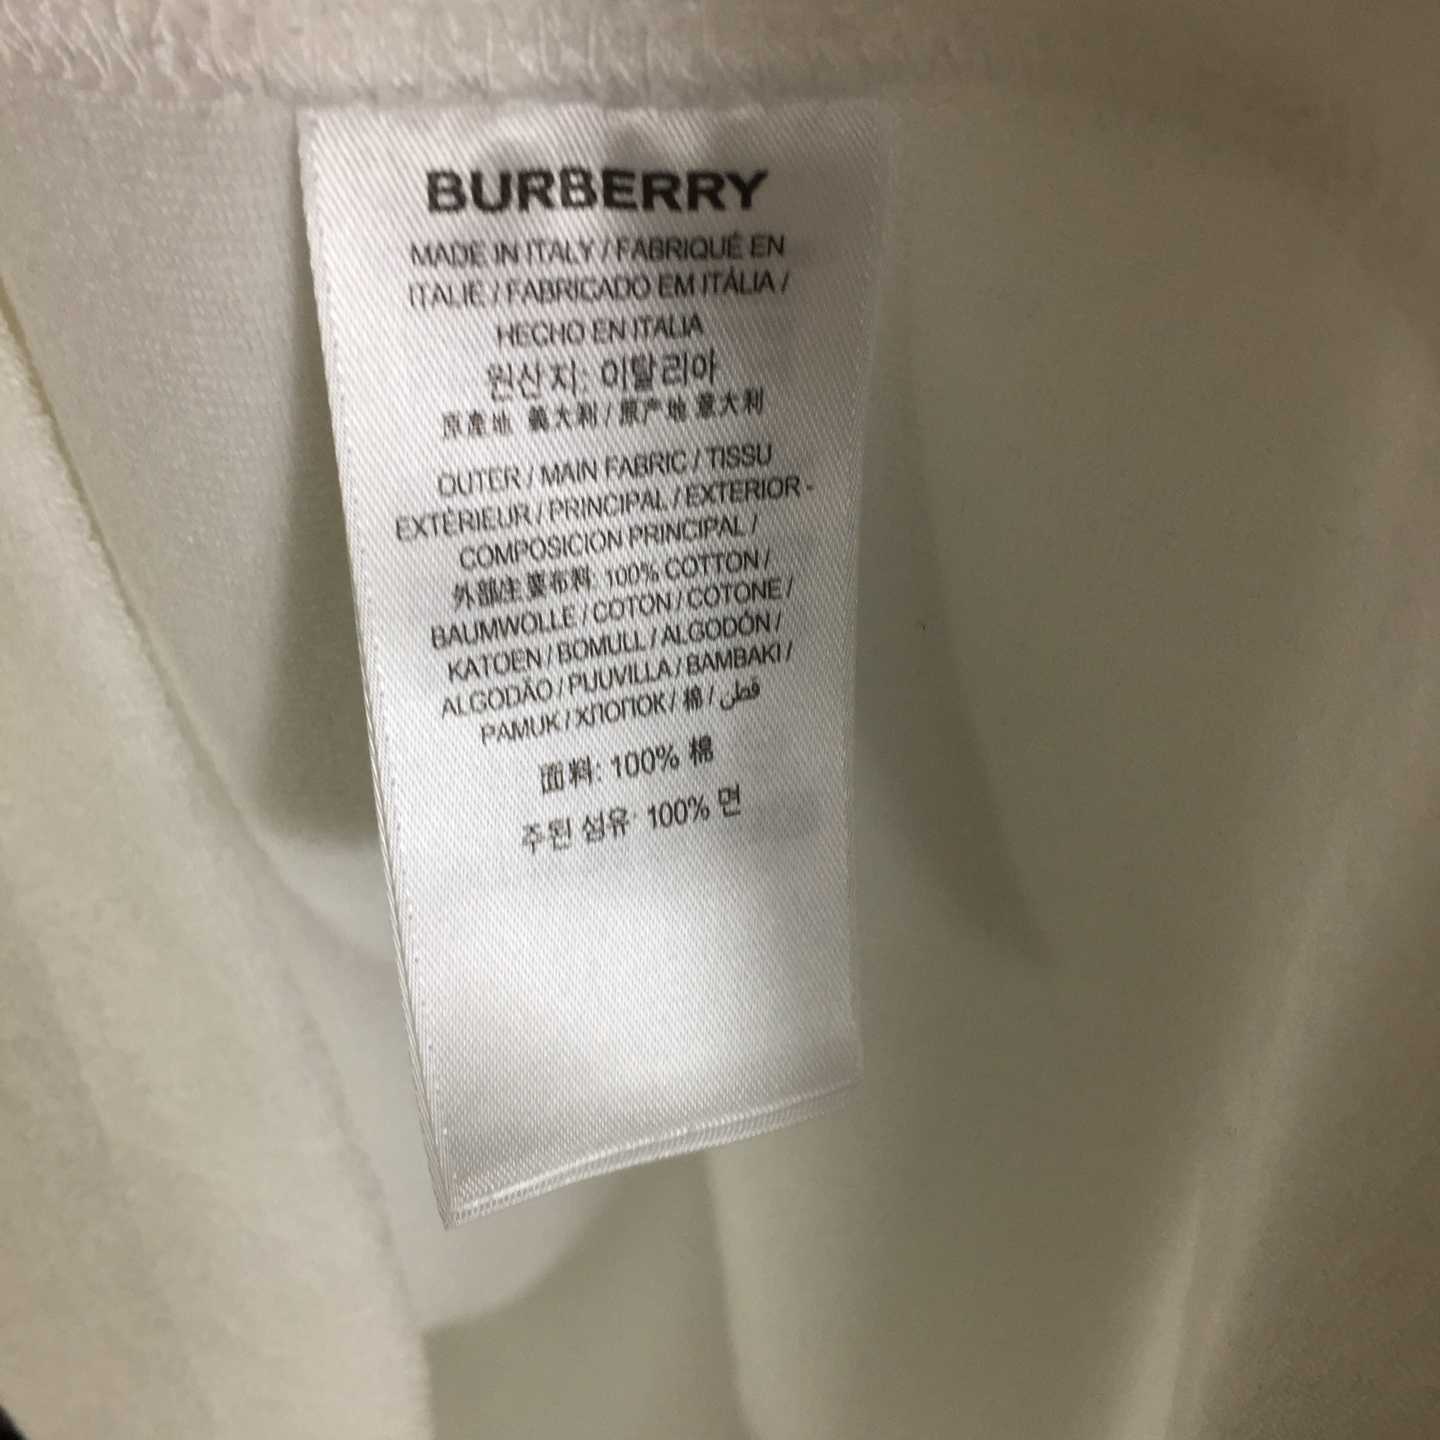 BURBERRY
MADE IN ITALY / FABRIQUÉ EN
ITALIE / FABRICADO EM ITÁLIA /
HECHO EN ITALIA
원산지: 이탈리아
原產地 義大利 / 原产地 意大利
OUTER / MAIN FABRIC / TISSU
EXTÉRIEUR / PRINCIPAL / EXTERIOR -
COMPOSICION PRINCIPAL /
外部/主要布料: 100% COTTON /
BAUMWOLLE / COTON / COTONE /
KATOEN / BOMULL / ALGODÓN /
ALGODÃO / PUUVILLA / BAMBAKI /
PAMUK / ХЛОПОК / 棉 / قطن
面料: 100% 棉
주된 섬유: 100% 면